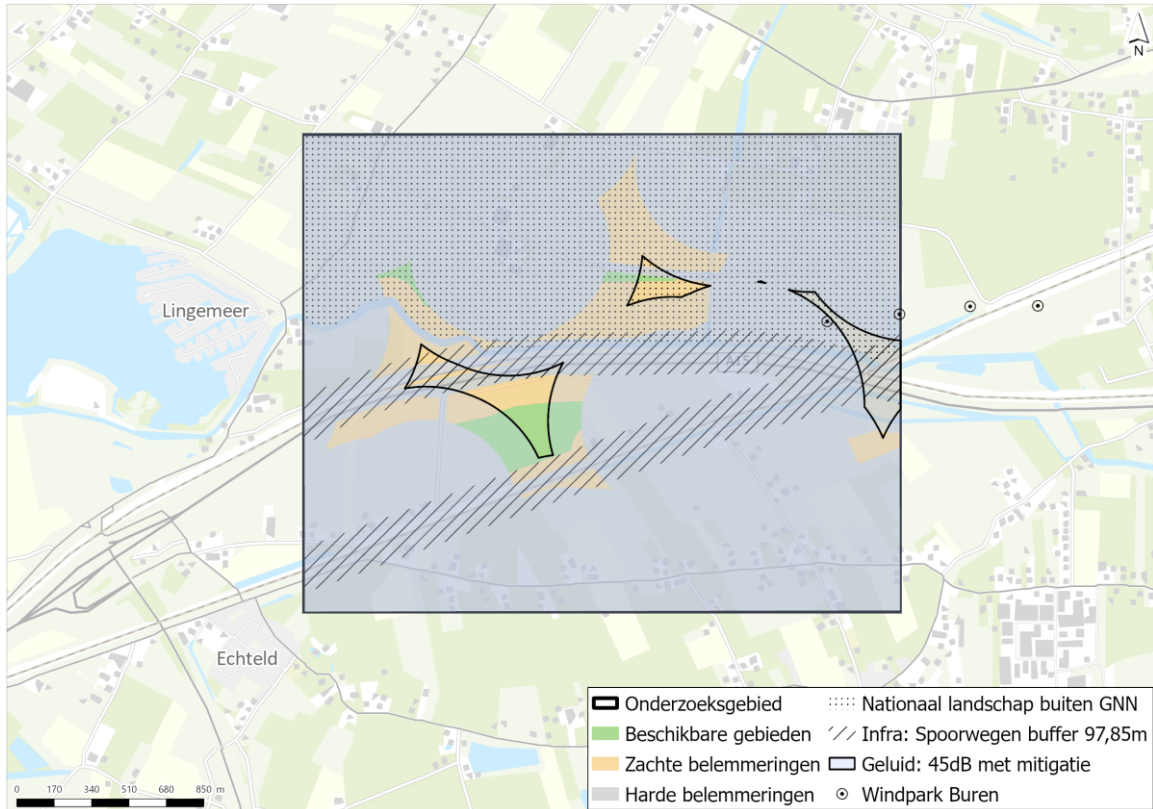 N
Lingemeer
A15
Echteld
Onderzoeksgebied
Beschikbare gebieden
Zachte belemmeringen
Harde belemmeringen
Nationaal landschap buiten GNN
Infra: Spoorwegen buffer 97,85m
Geluid: 45dB met mitigatie
Windpark Buren
0 170 340 510 680 850 m